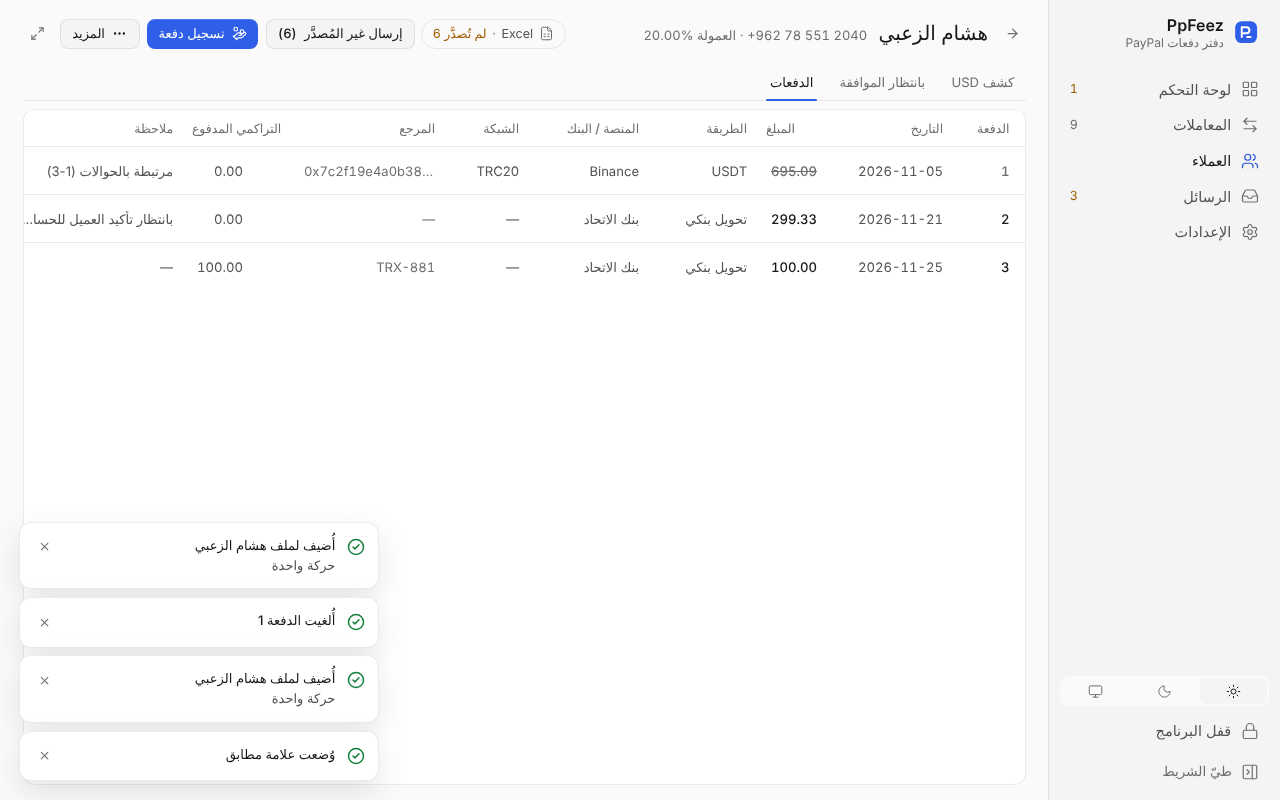 PpFeez
دفتر دفعات PayPal
لوحة التحكم 1
المعاملات 9
العملاء
الرسائل 3
الإعدادات
قفل البرنامج
طيّ الشريط
هشام الزعبي
+962 78 551 2040 · العمولة 20.00%
Excel · لم تُصدَّر 6
إرسال غير المُصدَّر (6)
تسجيل دفعة
المزيد
كشف USD بانتظار الموافقة الدفعات
الدفعة التاريخ المبلغ الطريقة المنصة / البنك الشبكة المرجع التراكمي المدفوع ملاحظة
1 2026-11-05 695.09 USDT Binance TRC20 0x7c2f19e4a0b38... 0.00 مرتبطة بالحوالات (1-3)
2 2026-11-21 299.33 تحويل بنكي بنك الاتحاد — — 0.00 بانتظار تأكيد العميل للحسا...
3 2026-11-25 100.00 تحويل بنكي بنك الاتحاد — TRX-881 100.00 —
أُضيف لملف هشام الزعبي
حركة واحدة
أُلغيت الدفعة 1
أُضيف لملف هشام الزعبي
حركة واحدة
وُضعت علامة مطابق